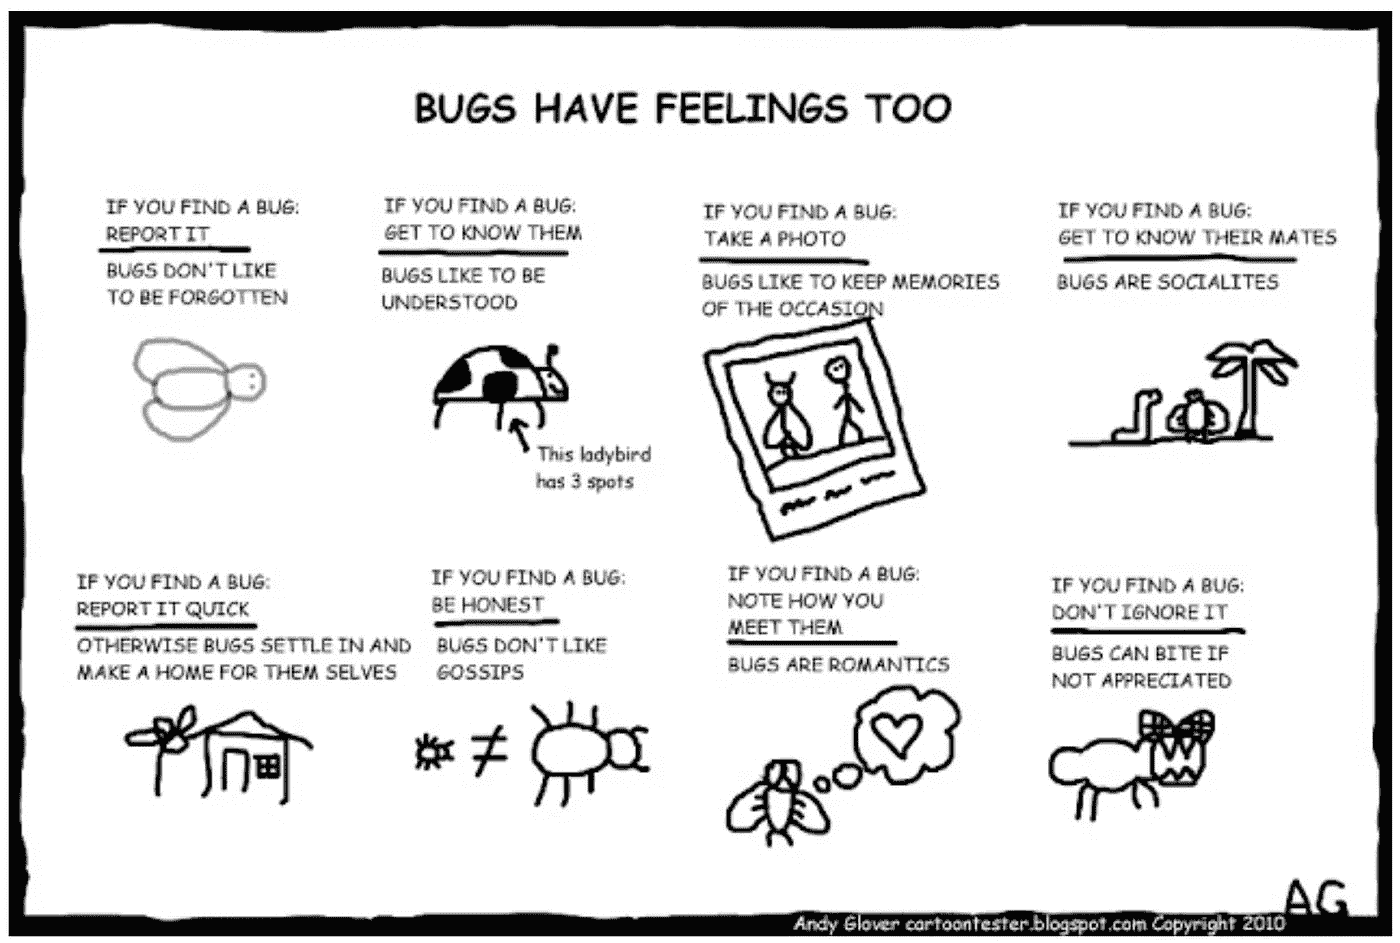 BUGS HAVE FEELINGS TOO
IF YOU FIND A BUG:
REPORT IT
BUGS DON'T LIKE
TO BE FORGOTTEN
IF YOU FIND A BUG:
GET TO KNOW THEM
BUGS LIKE TO BE
UNDERSTOOD
This ladybird
has 3 spots
IF YOU FIND A BUG:
TAKE A PHOTO
BUGS LIKE TO KEEP MEMORIES
OF THE OCCASION
IF YOU FIND A BUG:
GET TO KNOW THEIR MATES
BUGS ARE SOCIALITES
IF YOU FIND A BUG:
REPORT IT QUICK
OTHERWISE BUGS SETTLE IN AND
MAKE A HOME FOR THEM SELVES
IF YOU FIND A BUG:
BE HONEST
BUGS DON'T LIKE
GOSSIPS
≠
IF YOU FIND A BUG:
NOTE HOW YOU
MEET THEM
BUGS ARE ROMANTICS
IF YOU FIND A BUG:
DON'T IGNORE IT
BUGS CAN BITE IF
NOT APPRECIATED
AG
Andy Glover cartoontester.blogspot.com Copyright 2010